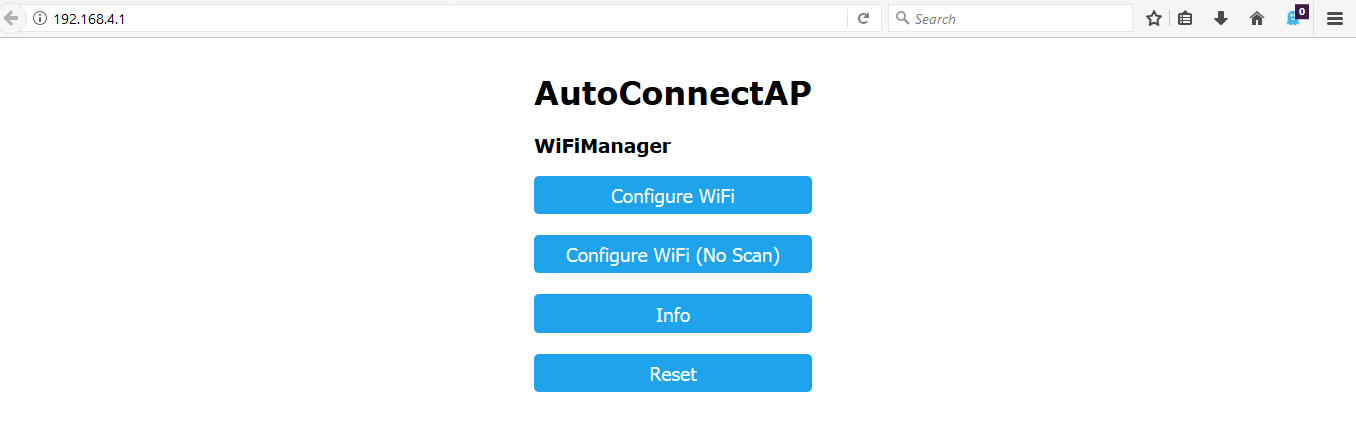 192.168.4.1
Search
0
AutoConnectAP
WiFiManager
Configure WiFi
Configure WiFi (No Scan)
Info
Reset